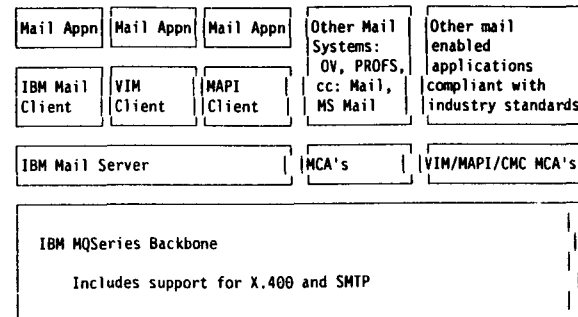 Mail Appn Mail Appn Mail Appn
Other Mail
Systems:
OV, PROFS,
cc: Mail,
MS Mail
Other mail
enabled
applications
compliant with
industry standards
IBM Mail
Client
VIM
Client
MAPI
Client
IBM Mail Server
MCA's
VIM/MAPI/CMC MCA's
IBM MQSeries Backbone
Includes support for X.400 and SMTP